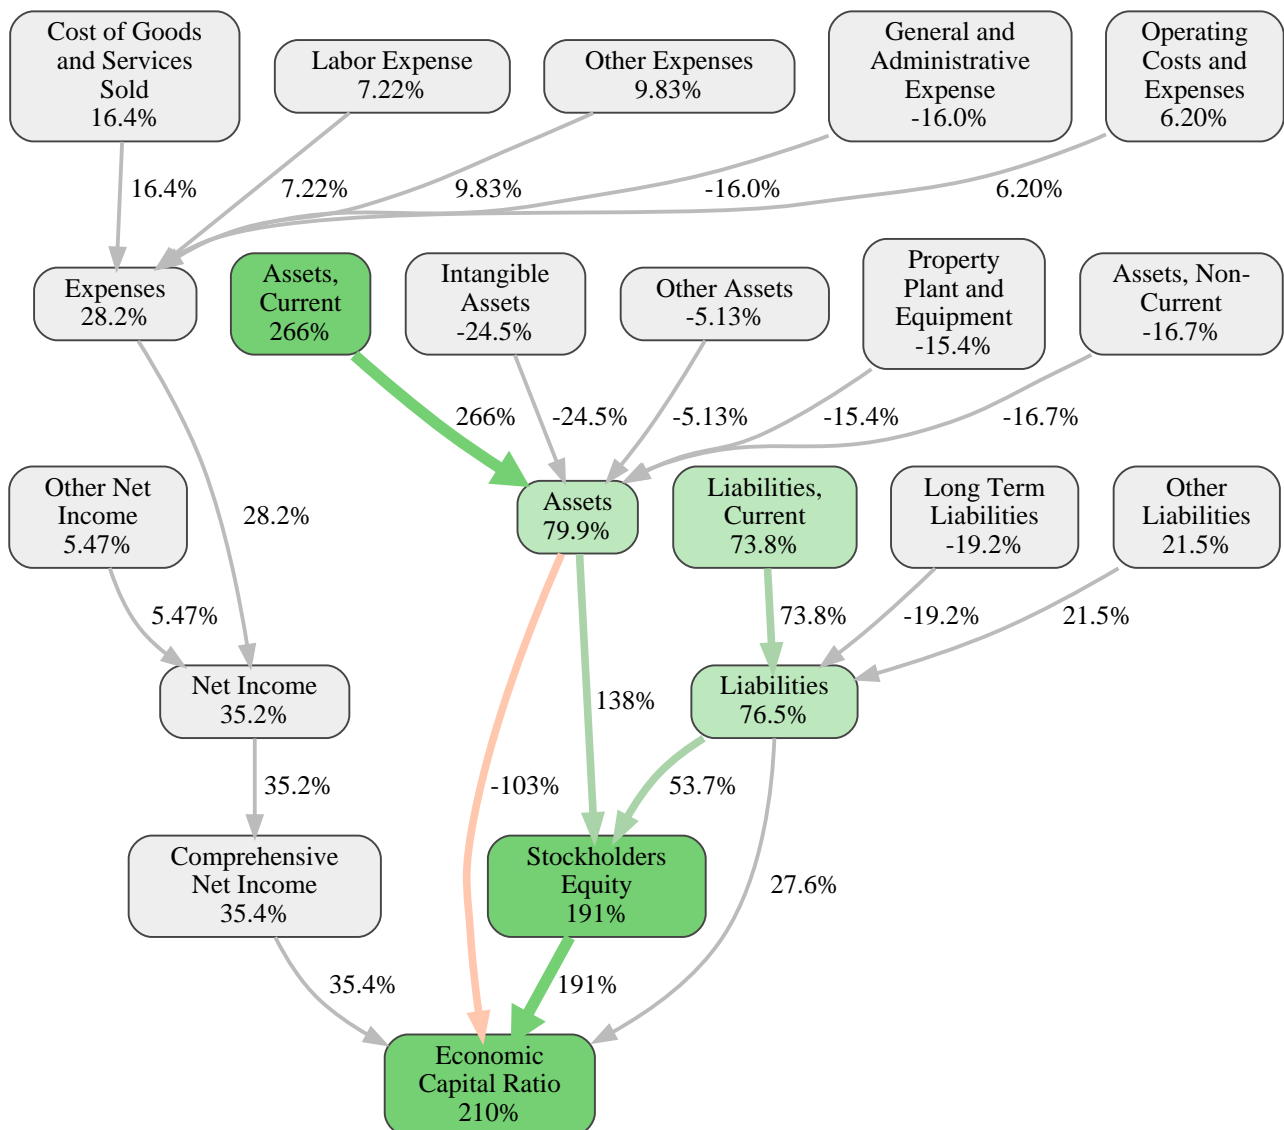 Cost of Goods
and Services
Sold
16.4%
Labor Expense
7.22%
Other Expenses
9.83%
General and
Administrative
Expense
-16.0%
Operating
Costs and
Expenses
6.20%
16.4%
7.22%
9.83%
-16.0%
6.20%
Expenses
28.2%
Assets,
Current
266%
Intangible
Assets
-24.5%
Other Assets
-5.13%
Property
Plant and
Equipment
-15.4%
Assets, Non-
Current
-16.7%
266%
-24.5%
-5.13%
-15.4%
-16.7%
Other Net
Income
5.47%
28.2%
Assets
79.9%
Liabilities,
Current
73.8%
Long Term
Liabilities
-19.2%
Other
Liabilities
21.5%
5.47%
73.8%
-19.2%
21.5%
Net Income
35.2%
138%
Liabilities
76.5%
35.2%
-103%
53.7%
Comprehensive
Net Income
35.4%
Stockholders
Equity
191%
27.6%
35.4%
191%
Economic
Capital Ratio
210%